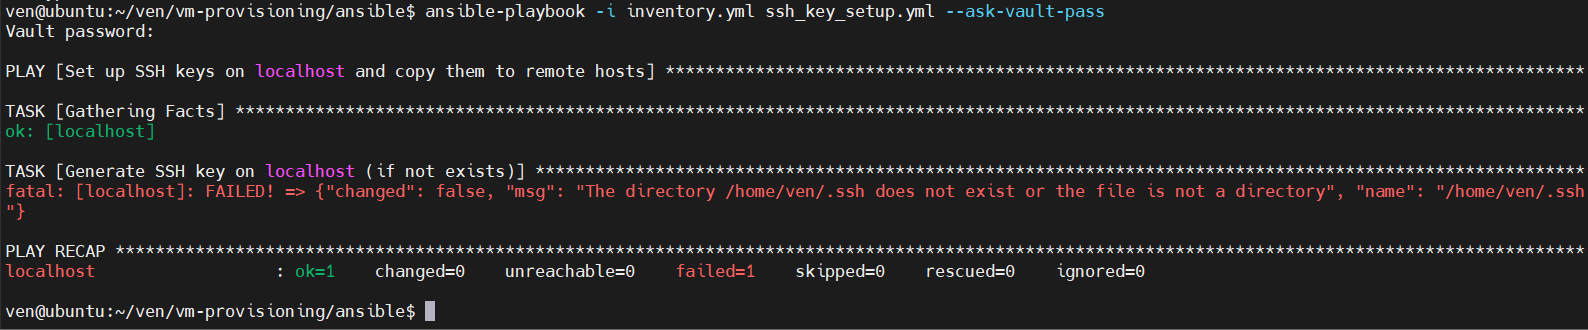 ven@ubuntu:~/ven/vm-provisioning/ansible$ ansible-playbook -i inventory.yml ssh_key_setup.yml --ask-vault-pass
Vault password:
PLAY [Set up SSH keys on localhost and copy them to remote hosts] ********************************************************************************************
TASK [Gathering Facts] ***************************************************************************************************************************************
ok: [localhost]
TASK [Generate SSH key on localhost (if not exists)] *********************************************************************************************************
fatal: [localhost]: FAILED! => {"changed": false, "msg": "The directory /home/ven/.ssh does not exist or the file is not a directory", "name": "/home/ven/.ssh
"}
PLAY RECAP ***************************************************************************************************************************************************
localhost                  : ok=1    changed=0    unreachable=0    failed=1    skipped=0    rescued=0    ignored=0
ven@ubuntu:~/ven/vm-provisioning/ansible$